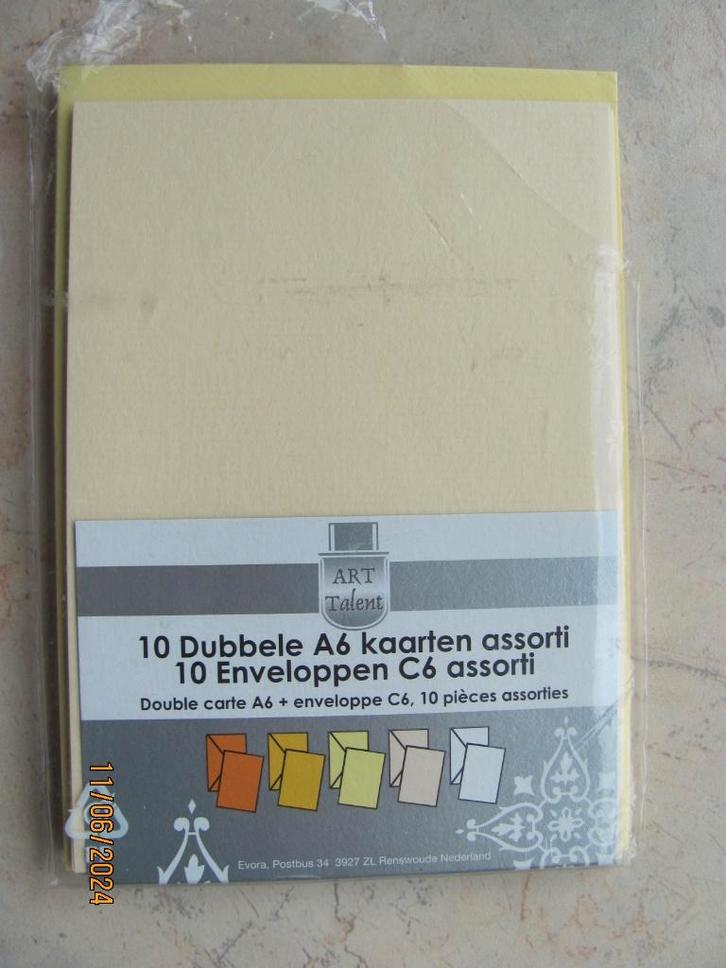 ART
Talent
10 Dubbele A6 kaarten assorti
10 Enveloppen C6 assorti
Double carte A6 + enveloppe C6, 10 pièces assorties
Evora, Postbus 34 3927 ZL Renswoude Nederland
11/06/2024